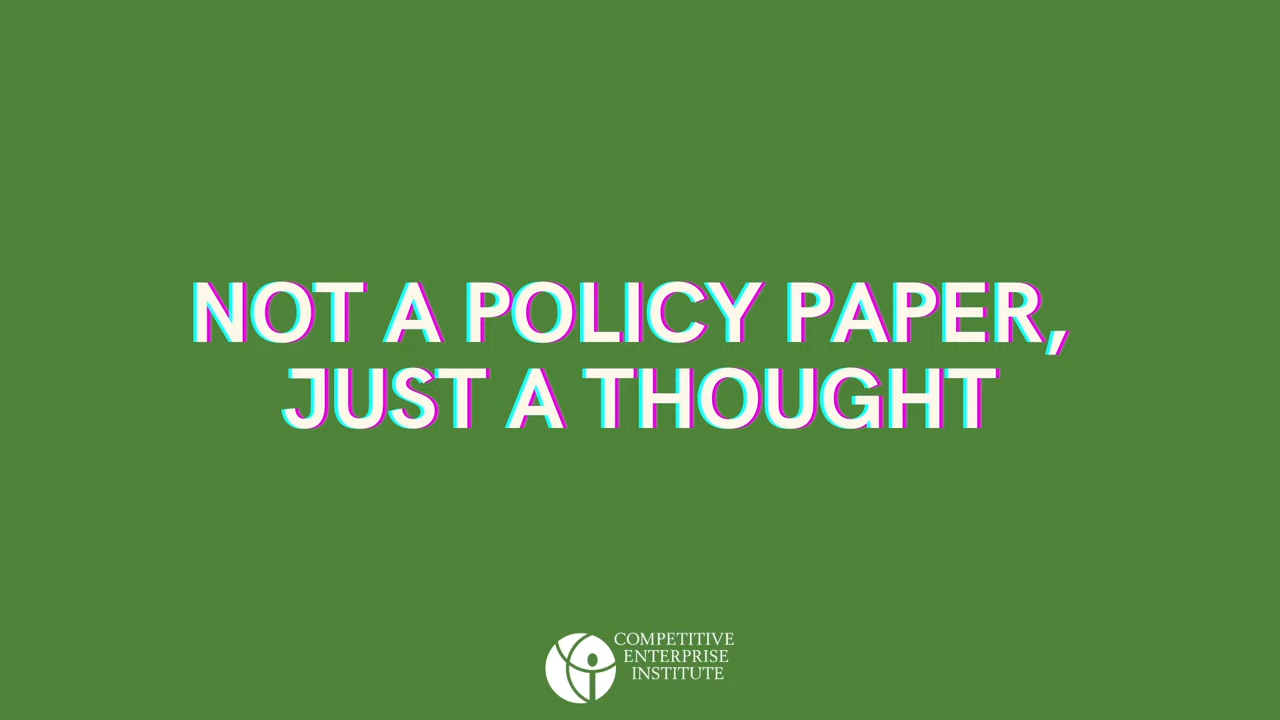 NOT A POLICY PAPER,
JUST A THOUGHT
COMPETITIVE
ENTERPRISE
INSTITUTE